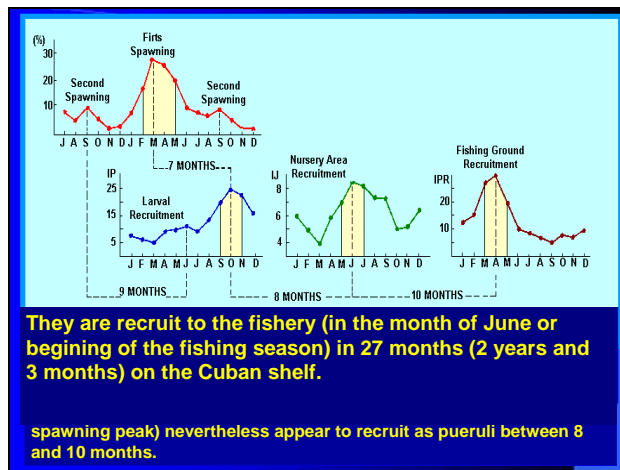 (%)
30
20
10
Firts
Spawning
Second
Spawning
Second
Spawning
J A S O N D J F M A M J J A S O N D
7 MONTHS
IP
25
15
5
Larval
Recruitment
J F M A M J J A S O N D
Nursery Area
Recruitment
IJ
8
6
4
J F M A M J J A S O N D
Fishing Ground
Recruitment
IPR
20
10
J F M A M J J A S O N D
9 MONTHS
8 MONTHS
10 MONTHS
They are recruit to the fishery (in the month of June or
begining of the fishing season) in 27 months (2 years and
3 months) on the Cuban shelf.
spawning peak) nevertheless appear to recruit as pueruli between 8
and 10 months.